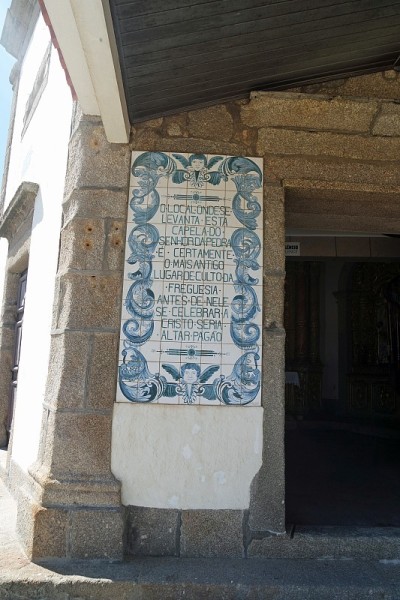 O LOCAL ONDE SE
LEVANTA ESTA
CAPELA DO
SENHOR DA PEDRA
É CERTAMENTE
O MAIS ANTIGO
LUGAR DE CULTO DA
FREGUESIA
ANTES DE NELE
SE CELEBRAR A
CRISTO SERIA
ALTAR PAGÃO